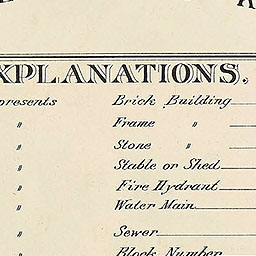 XPLANATIONS.
presents Brick Building
" Frame "
" Stone "
" Stable or Shed
" Fire Hydrant
" Water Main
" Sewer
" Block Number